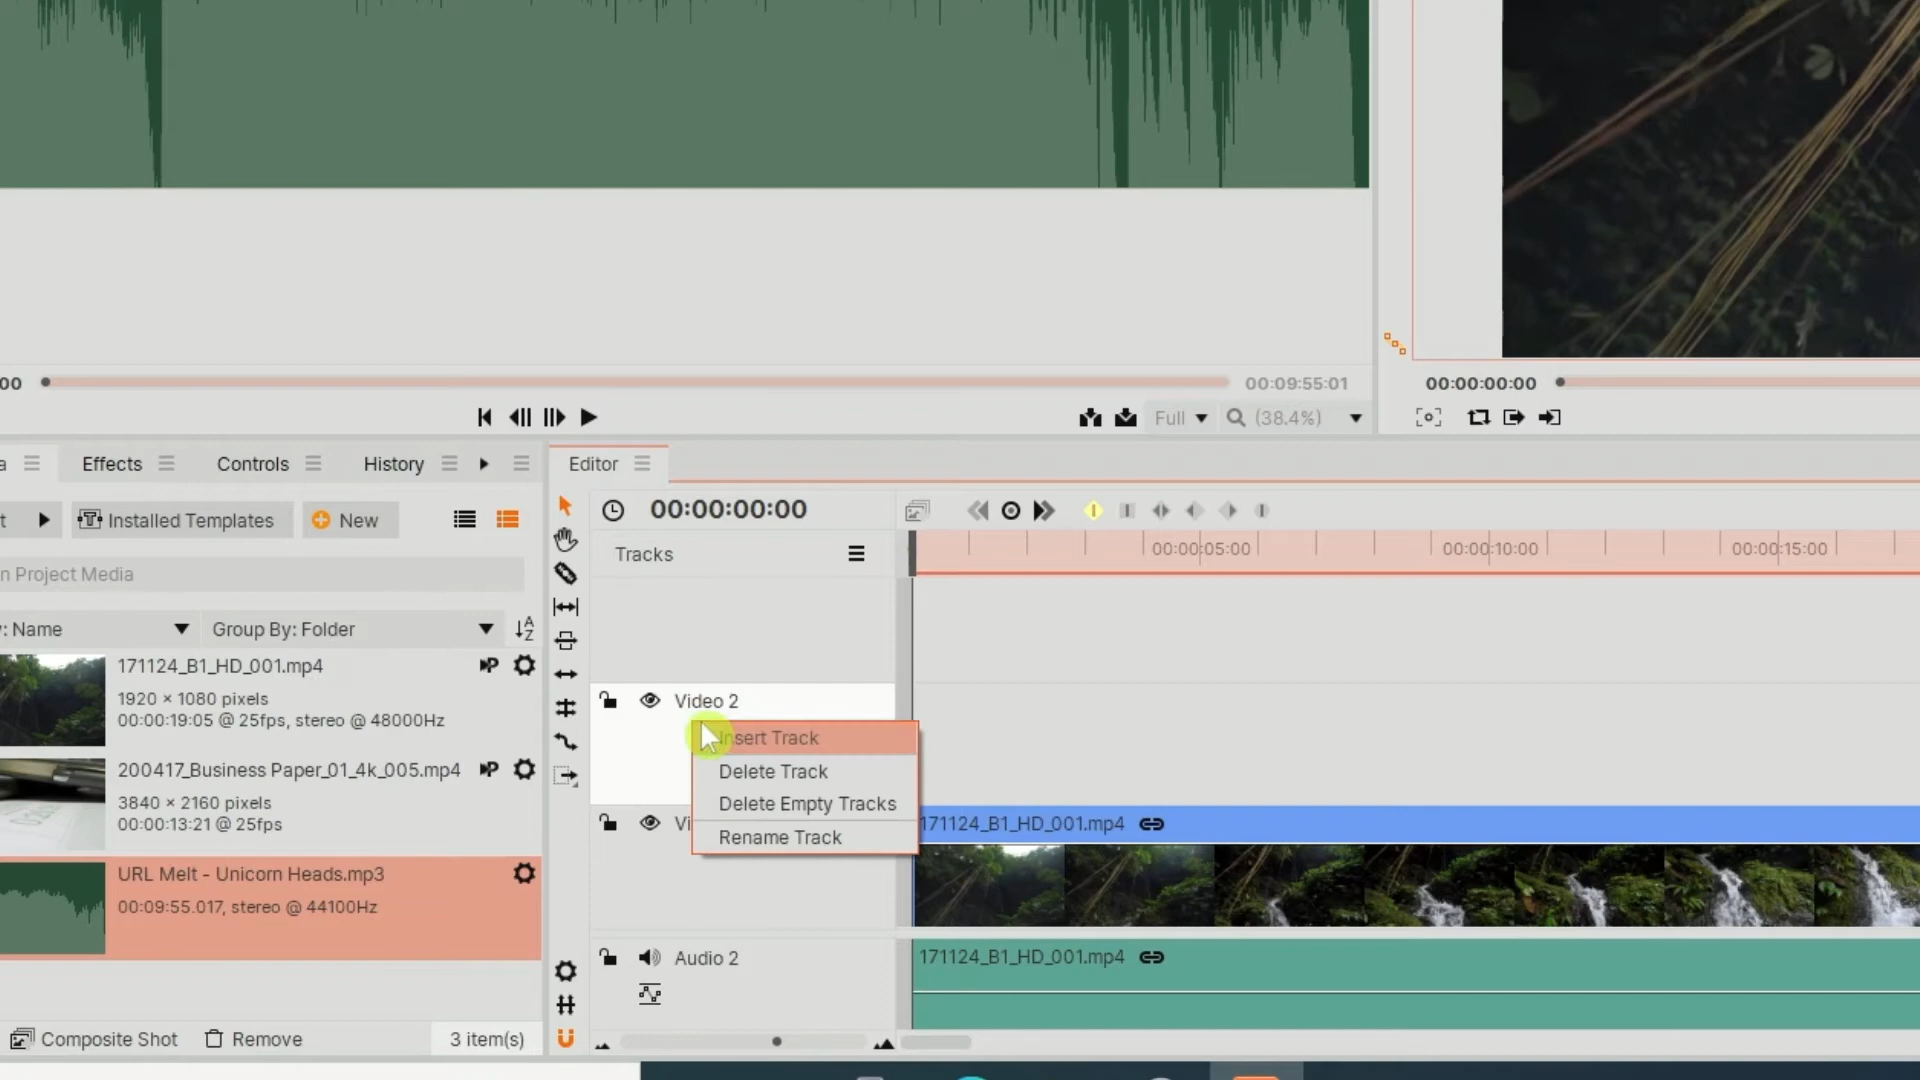 00
00:09:55:01
00:00:00:00
Full
(38.4%)
a
Effects
Controls
History
Editor
t
Installed Templates
New
00:00:00:00
n Project Media
Tracks
00:00:05:00
00:00:10:00
00:00:15:00
: Name
Group By: Folder
171124_B1_HD_001.mp4
1920 × 1080 pixels
00:00:19:05 @ 25fps, stereo @ 48000Hz
200417_Business Paper_01_4k_005.mp4
3840 × 2160 pixels
00:00:13:21 @ 25fps
URL Melt - Unicorn Heads.mp3
00:09:55.017, stereo @ 44100Hz
Composite Shot
Remove
3 item(s)
Video 2
Insert Track
Delete Track
Delete Empty Tracks
Rename Track
Vi
171124_B1_HD_001.mp4
Audio 2
171124_B1_HD_001.mp4